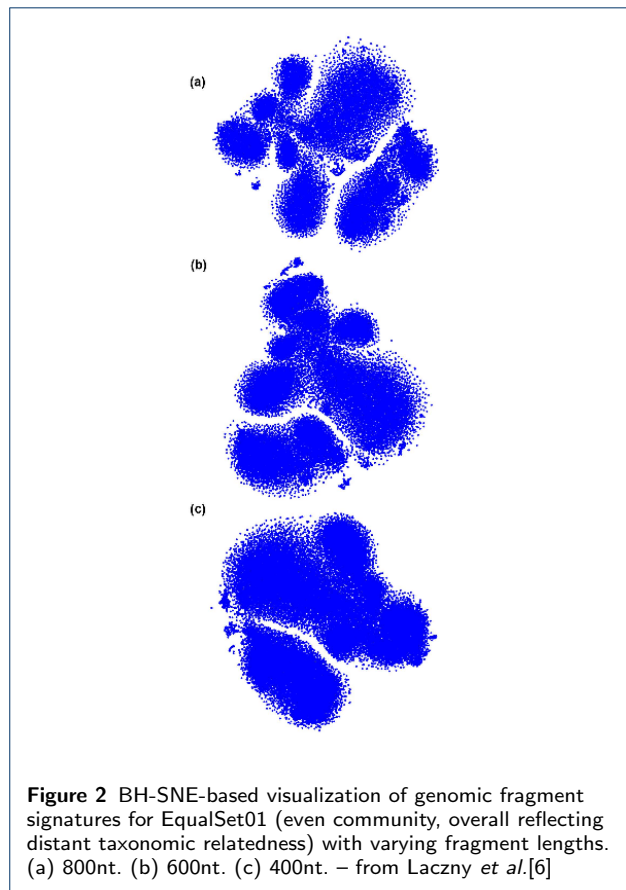 (a)
(b)
(c)
Figure 2 BH-SNE-based visualization of genomic fragment
signatures for EqualSet01 (even community, overall reflecting
distant taxonomic relatedness) with varying fragment lengths.
(a) 800nt. (b) 600nt. (c) 400nt. – from Laczny et al.[6]